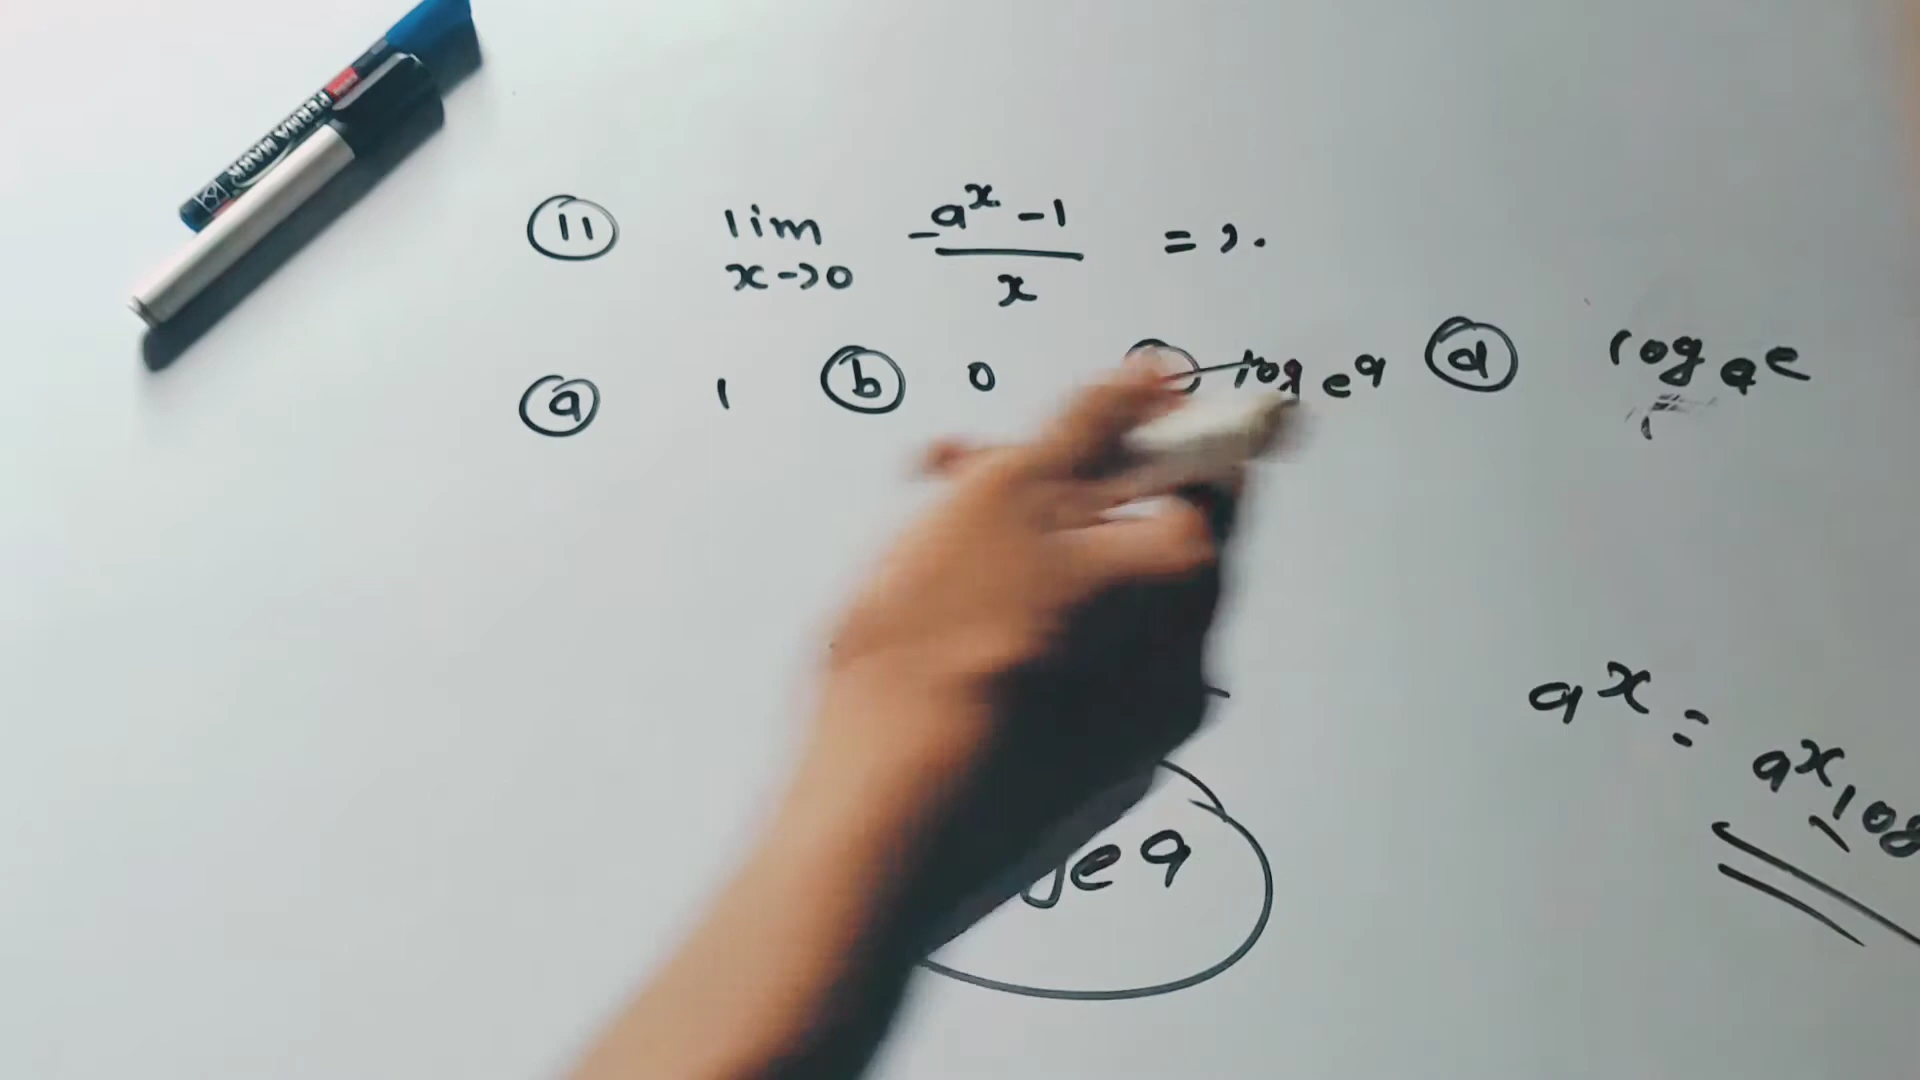 PERMA MARK
11 lim x→0 a^x - 1 / x = ?
a 1 b 0 log e a d log a e
a^x = a^x log
e a